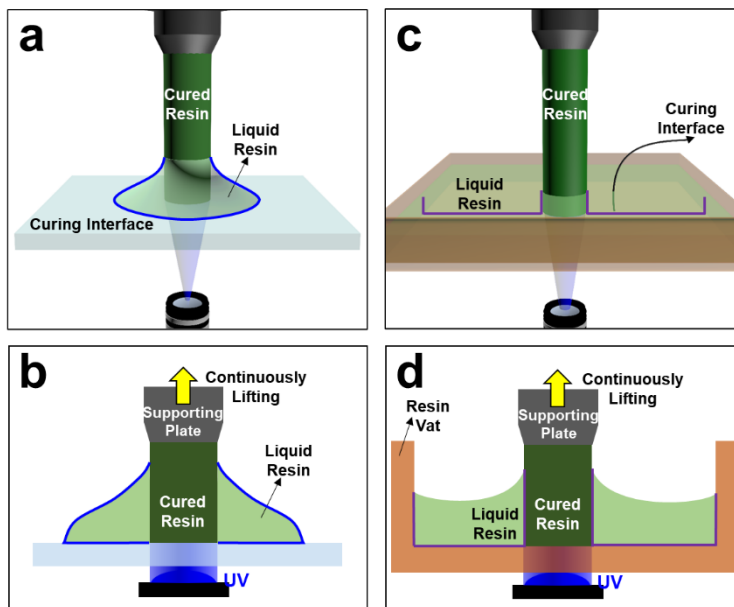 a
Cured
Resin
Liquid
Resin
Curing Interface
c
Cured
Resin
Curing
Interface
Liquid
Resin
b
Continuously
Lifting
Supporting
Plate
Liquid
Resin
Cured
Resin
UV
d
Continuously
Lifting
Resin
Vat
Supporting
Plate
Liquid
Resin
Cured
Resin
UV